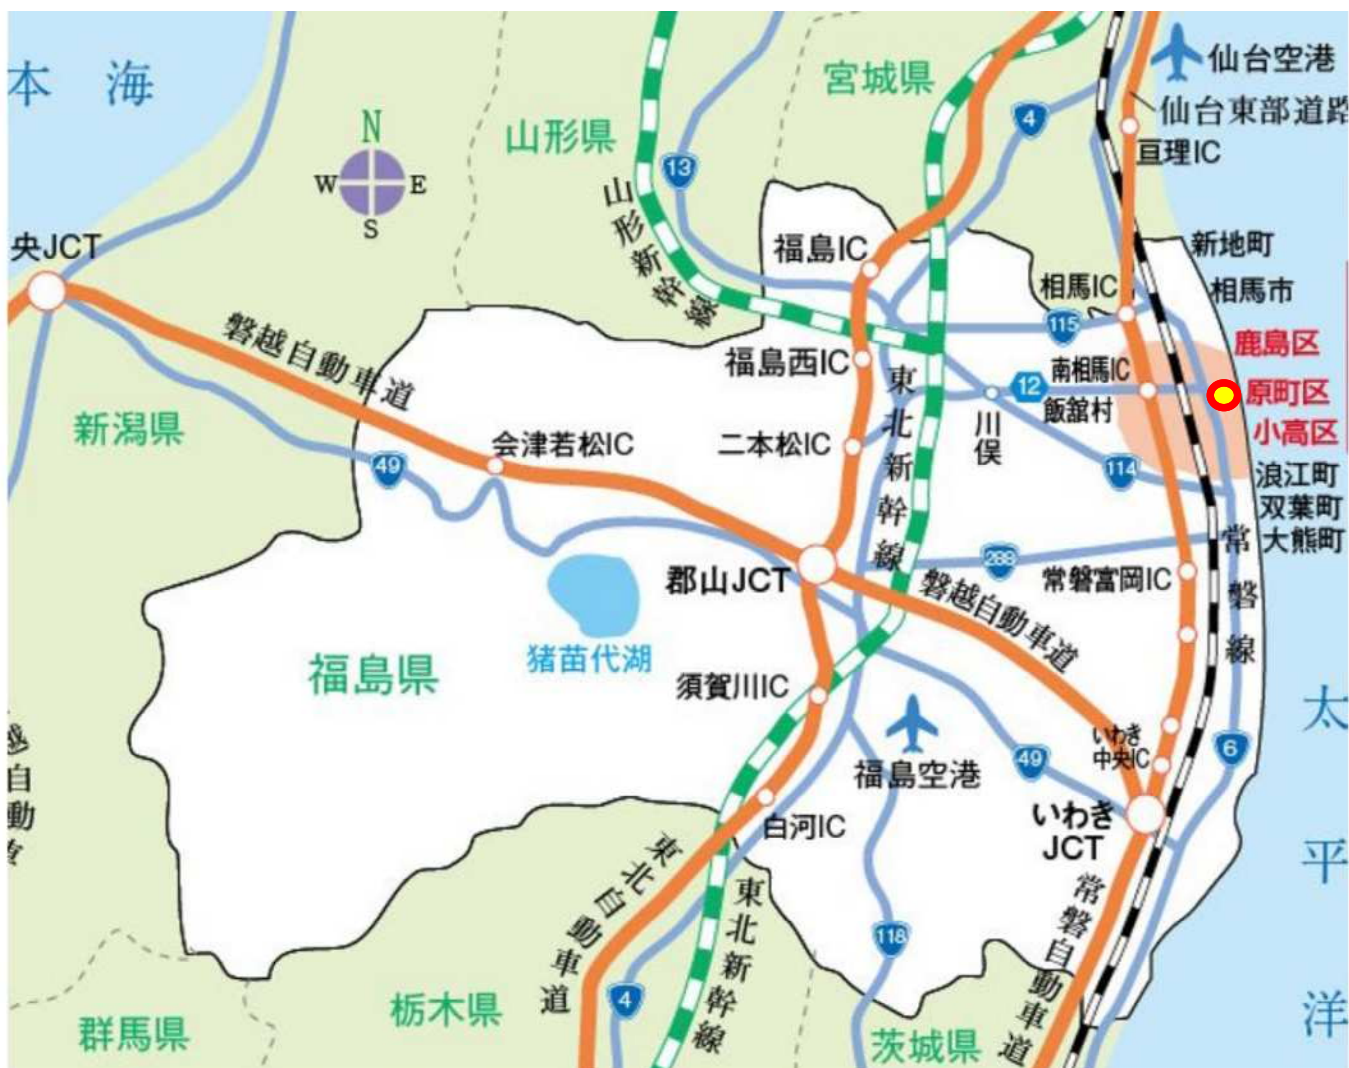 本海
宮城県
仙台空港
仙台東部道路
4
亘理IC
山形県
13
N
W
E
S
山形新幹線
央JCT
福島IC
新地町
相馬IC
相馬市
115
磐越自動車道
福島西IC
鹿島区
南相馬IC
12
原町区
飯舘村
新潟県
会津若松IC
二本松IC
東北新幹線
川俣
小高区
49
114
浪江町
双葉町
大熊町
288
郡山JCT
常磐富岡IC
常磐線
磐越自動車道
猪苗代湖
福島県
須賀川IC
太平洋
越自動車
いわき
中央IC
6
49
福島空港
白河IC
いわき
JCT
東北自動車道
東北新幹線
常磐自動車道
118
4
栃木県
群馬県
茨城県